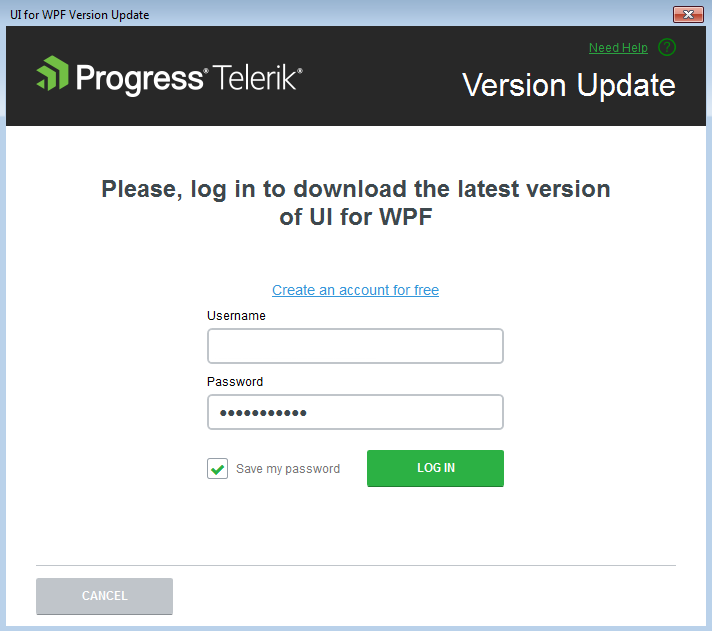 UI for WPF Version Update
Need Help ?
Progress® Telerik®
Version Update
Please, log in to download the latest version
of UI for WPF
Create an account for free
Username
Password
●●●●●●●●●●●
Save my password
LOG IN
CANCEL